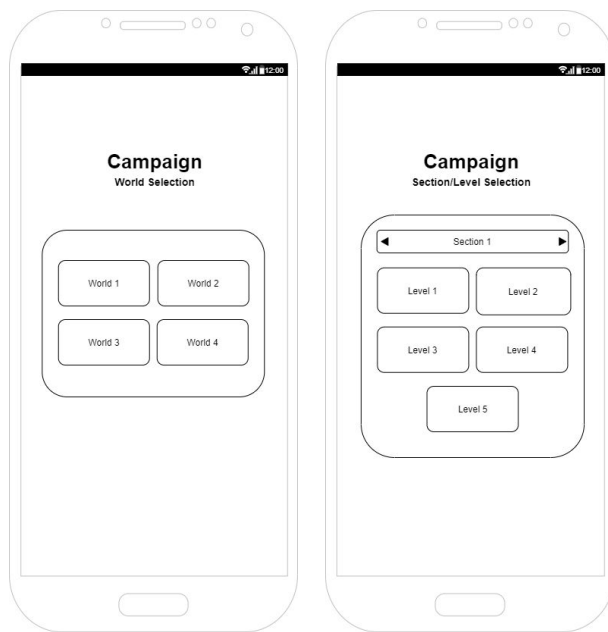 12:00
Campaign
World Selection
World 1 World 2
World 3 World 4
12:00
Campaign
Section/Level Selection
Section 1
Level 1 Level 2
Level 3 Level 4
Level 5